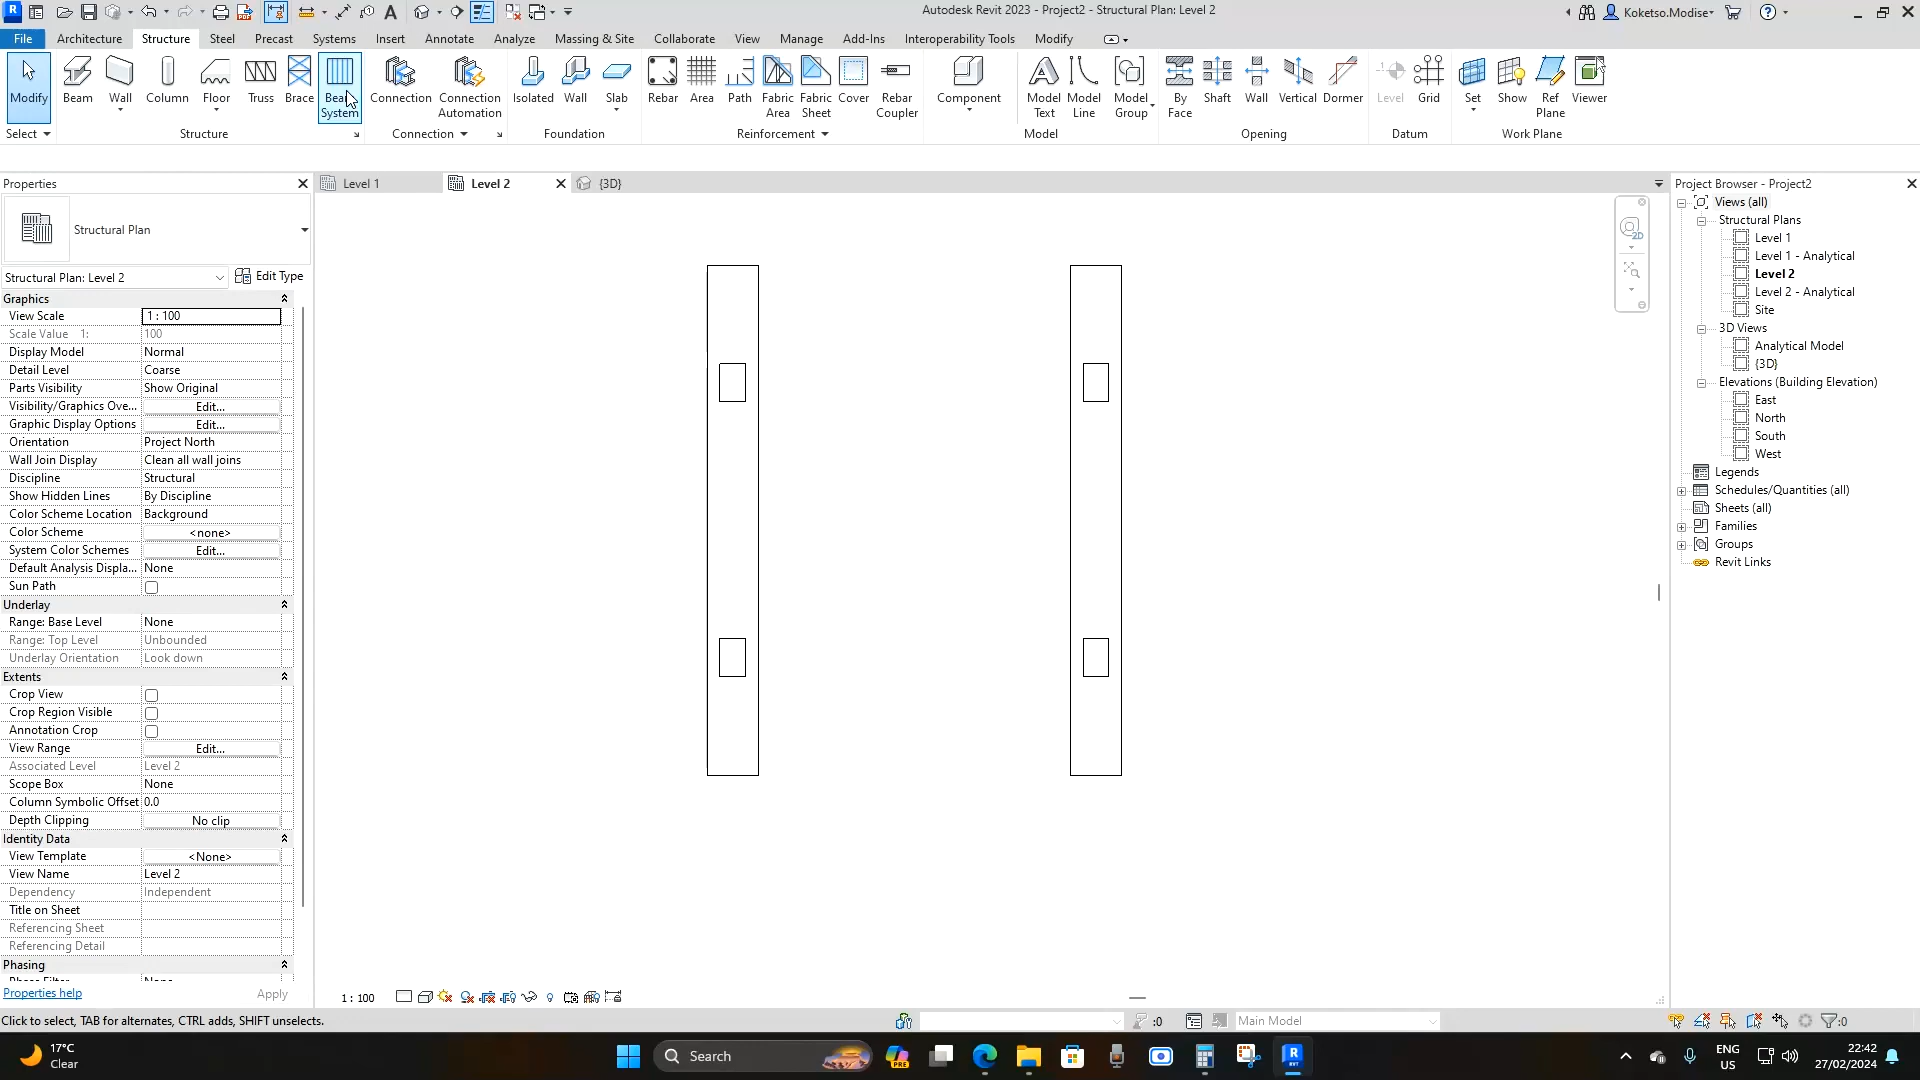 Autodesk Revit 2023 - Project2 - Structural Plan: Level 2
Koketso.Modise
File Architecture Structure Steel Precast Systems Insert Annotate Analyze Massing & Site Collaborate View Manage Add-Ins Interoperability Tools Modify
Modify Beam Wall Column Floor Truss Brace Beam System Connection Connection Automation Isolated Wall Slab Rebar Area Path Fabric Area Fabric Sheet Cover Rebar Coupler Component Model Text Model Line Model Group By Face Shaft Wall Vertical Dormer Level Grid Set Show Ref Plane Viewer
Select Structure Connection Foundation Reinforcement Model Opening Datum Work Plane
Properties
Level 1
Level 2
{3D}
Project Browser - Project2
Structural Plan
Structural Plan: Level 2
Edit Type
Graphics
View Scale 1 : 100
Scale Value 1: 100
Display Model Normal
Detail Level Coarse
Parts Visibility Show Original
Visibility/Graphics Ove... Edit...
Graphic Display Options Edit...
Orientation Project North
Wall Join Display Clean all wall joins
Discipline Structural
Show Hidden Lines By Discipline
Color Scheme Location Background
Color Scheme <none>
System Color Schemes Edit...
Default Analysis Displa... None
Sun Path
Underlay
Range: Base Level None
Range: Top Level Unbounded
Underlay Orientation Look down
Extents
Crop View
Crop Region Visible
Annotation Crop
View Range Edit...
Associated Level Level 2
Scope Box None
Column Symbolic Offset 0.0
Depth Clipping No clip
Identity Data
View Template <None>
View Name Level 2
Dependency Independent
Title on Sheet
Referencing Sheet
Referencing Detail
Phasing
Properties help
Apply
2D
Views (all)
Structural Plans
Level 1
Level 1 - Analytical
Level 2
Level 2 - Analytical
Site
3D Views
Analytical Model
{3D}
Elevations (Building Elevation)
East
North
South
West
Legends
Schedules/Quantities (all)
Sheets (all)
Families
Groups
Revit Links
1 : 100
Click to select, TAB for alternates, CTRL adds, SHIFT unselects.
:0
Main Model
:0
17°C
Clear
Search
PRE
ENG
US
22:42
27/02/2024